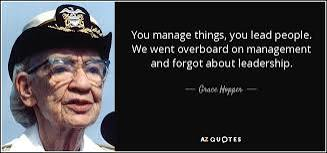 You manage things, you lead people.
We went overboard on management
and forgot about leadership.
Grace Hopper
AZ QUOTES